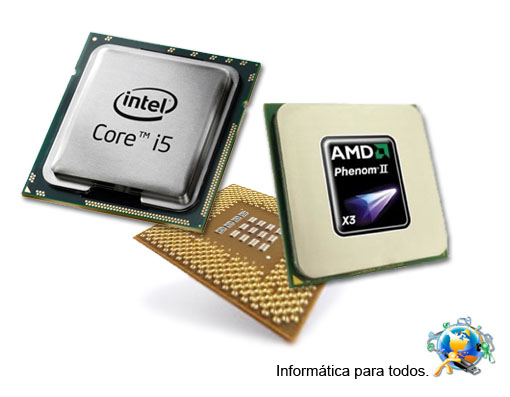 intel
Core™ i5
AMD
Phenom II
X3
Informática para todos.